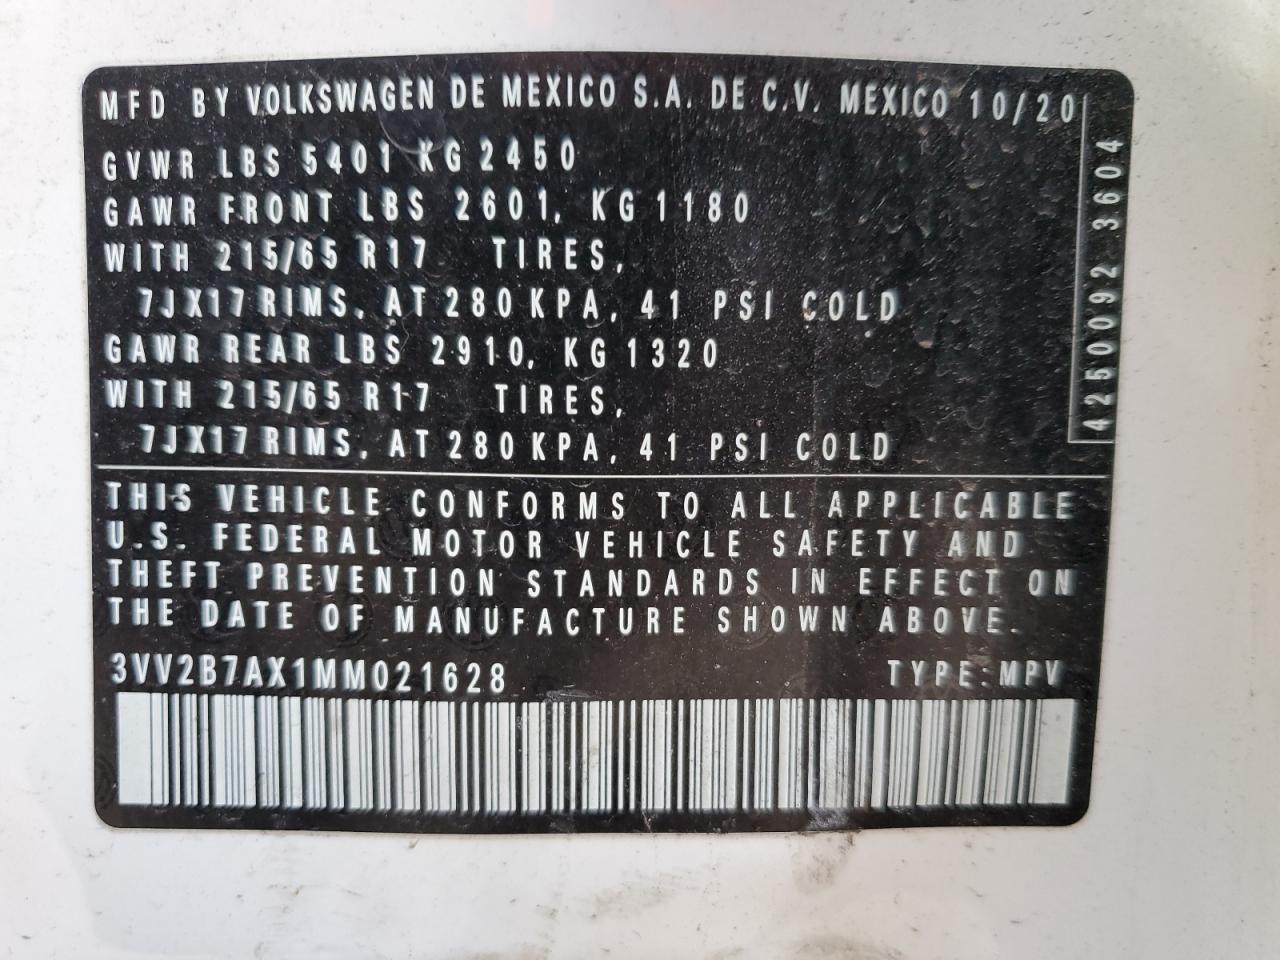 MFD BY VOLKSWAGEN DE MEXICO S.A. DE C.V. MEXICO 10/20
GVWR LBS 5401 KG 2450
GAWR FRONT LBS 2601, KG 1180
WITH 215/65 R17 TIRES,
7JX17 RIMS, AT 280 KPA, 41 PSI COLD
GAWR REAR LBS 2910, KG 1320
WITH 215/65 R17 TIRES,
7JX17 RIMS, AT 280 KPA, 41 PSI COLD
4250092 3604
THIS VEHICLE CONFORMS TO ALL APPLICABLE
U.S. FEDERAL MOTOR VEHICLE SAFETY AND
THEFT PREVENTION STANDARDS IN EFFECT ON
THE DATE OF MANUFACTURE SHOWN ABOVE.
3VV2B7AX1MM021628 TYPE: MPV